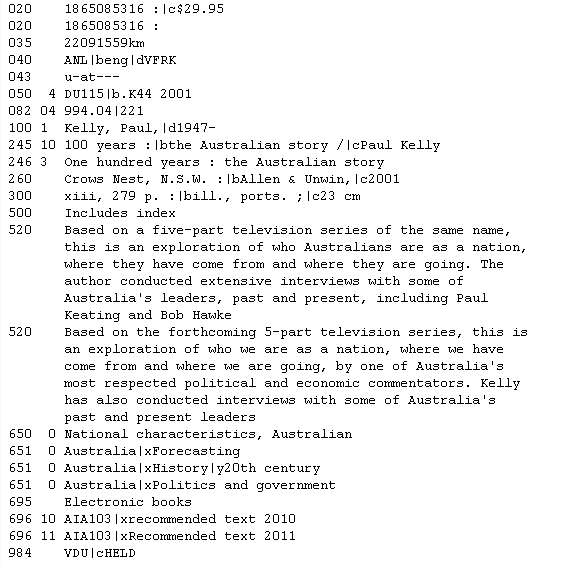 020 1865085316 :|c$29.95
020 1865085316 :
035 22091559km
040 ANL|beng|dVFRK
043 u-at---
050 4 DU115|b.K44 2001
082 04 994.04|221
100 1 Kelly, Paul,|d1947-
245 10 100 years :|bthe Australian story /|cPaul Kelly
246 3 One hundred years : the Australian story
260 Crows Nest, N.S.W. :|bAllen & Unwin,|c2001
300 xiii, 279 p. :|bill., ports. ;|c23 cm
500 Includes index
520 Based on a five-part television series of the same name,
this is an exploration of who Australians are as a nation,
where they have come from and where they are going. The
author conducted extensive interviews with some of
Australia's leaders, past and present, including Paul
Keating and Bob Hawke
520 Based on the forthcoming 5-part television series, this is
an exploration of who we are as a nation, where we have
come from and where we are going, by one of Australia's
most respected political and economic commentators. Kelly
has also conducted interviews with some of Australia's
past and present leaders
650 0 National characteristics, Australian
651 0 Australia|xForecasting
651 0 Australia|xHistory|y20th century
651 0 Australia|xPolitics and government
695 Electronic books
696 10 AIA103|xrecommended text 2010
696 11 AIA103|xRecommended text 2011
984 VDU|cHELD